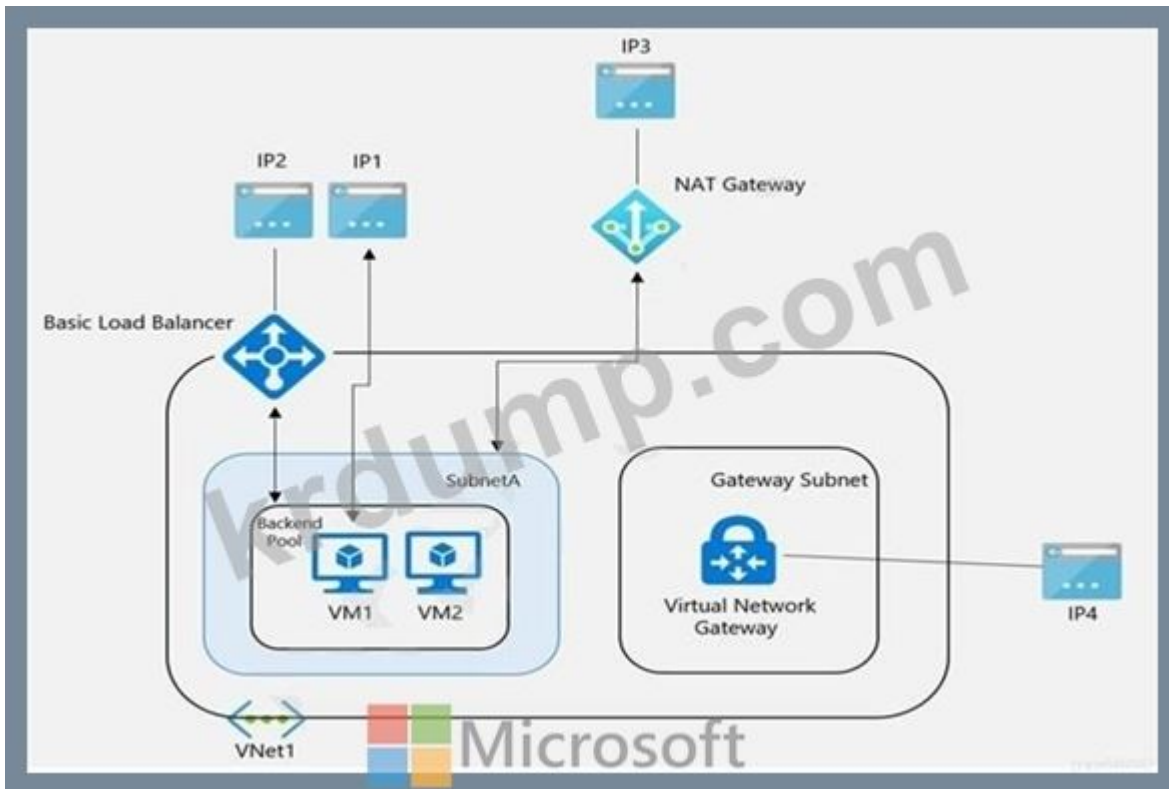 IP3
IP2
IP1
NAT Gateway
Basic Load Balancer
SubnetA
Gateway Subnet
Backend
Pool
VM1
VM2
Virtual Network
Gateway
IP4
VNet1
Microsoft
krdump.com